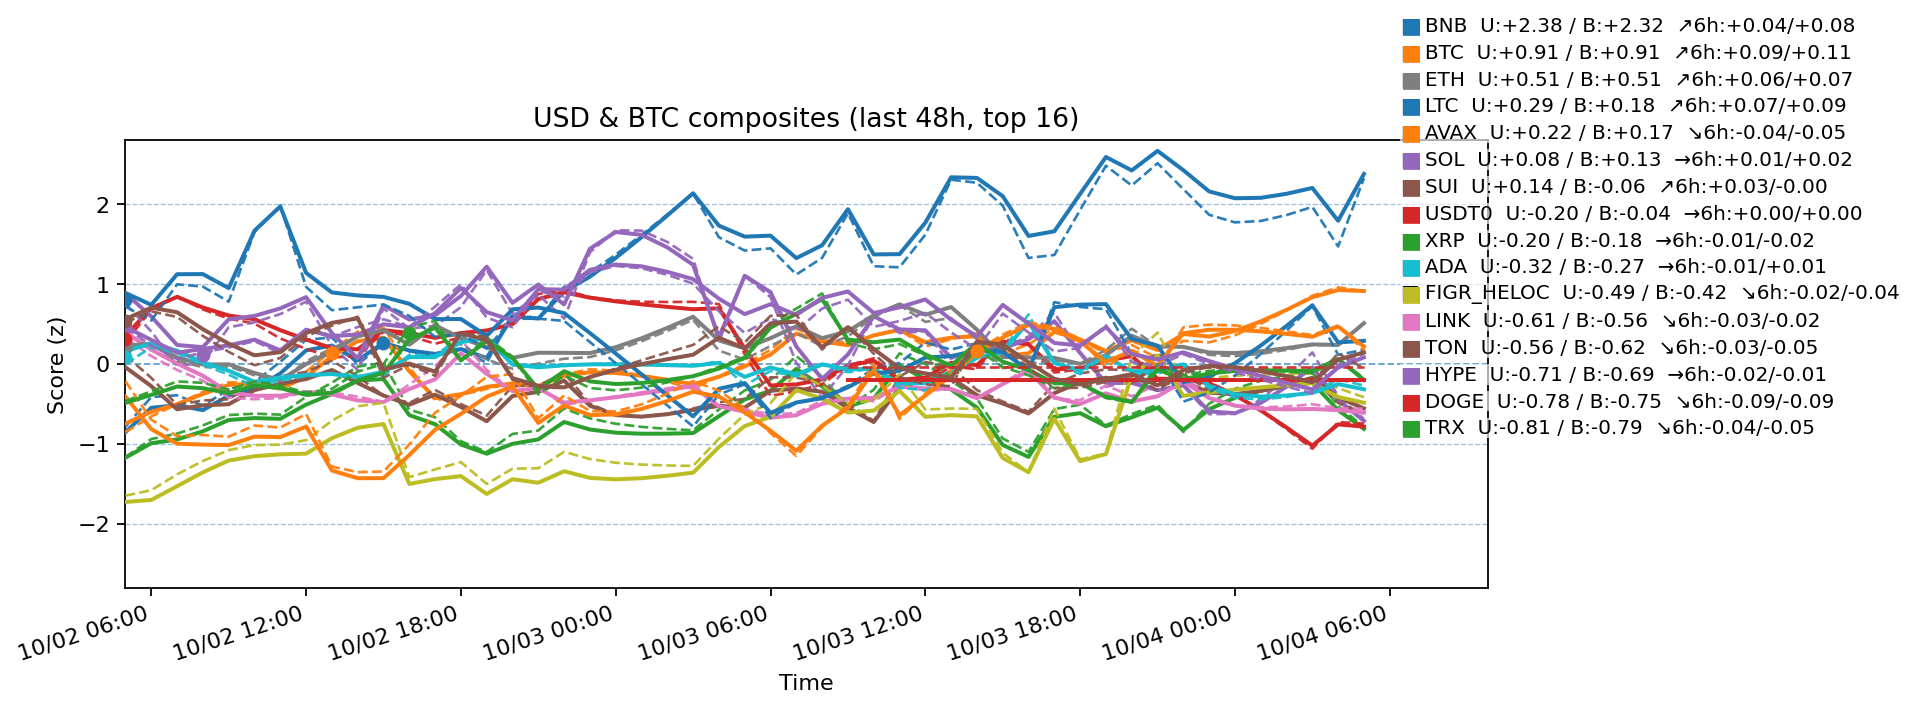 BNB U:+2.38 / B:+2.32 ↗6h:+0.04/+0.08
BTC U:+0.91 / B:+0.91 ↗6h:+0.09/+0.11
ETH U:+0.51 / B:+0.51 ↗6h:+0.06/+0.07
LTC U:+0.29 / B:+0.18 ↗6h:+0.07/+0.09
AVAX U:+0.22 / B:+0.17 ↘6h:-0.04/-0.05
SOL U:+0.08 / B:+0.13 →6h:+0.01/+0.02
SUI U:+0.14 / B:-0.06 ↗6h:+0.03/-0.00
USDT0 U:-0.20 / B:-0.04 →6h:+0.00/+0.00
XRP U:-0.20 / B:-0.18 →6h:-0.01/-0.02
ADA U:-0.32 / B:-0.27 →6h:-0.01/+0.01
FIGR_HELOC U:-0.49 / B:-0.42 ↘6h:-0.02/-0.04
LINK U:-0.61 / B:-0.56 ↘6h:-0.03/-0.02
TON U:-0.56 / B:-0.62 ↘6h:-0.03/-0.05
HYPE U:-0.71 / B:-0.69 →6h:-0.02/-0.01
DOGE U:-0.78 / B:-0.75 ↘6h:-0.09/-0.09
TRX U:-0.81 / B:-0.79 ↘6h:-0.04/-0.05
USD & BTC composites (last 48h, top 16)
Score (z)
2
1
0
−1
−2
10/02 06:00
10/02 12:00
10/02 18:00
10/03 00:00
10/03 06:00
10/03 12:00
10/03 18:00
10/04 00:00
10/04 06:00
Time